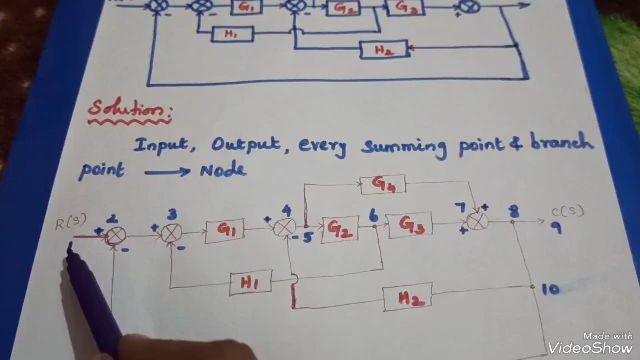 G1
G2
G3
H1
H2
Solution:
Input, Output, every summing point & branch
point → Node
G4
R(S) + 2 + 3 G1 + 4 5 G2 6 G3 7 + 8 C(S)
- - - + 9
H1 H2 10
Made with
VideoShow